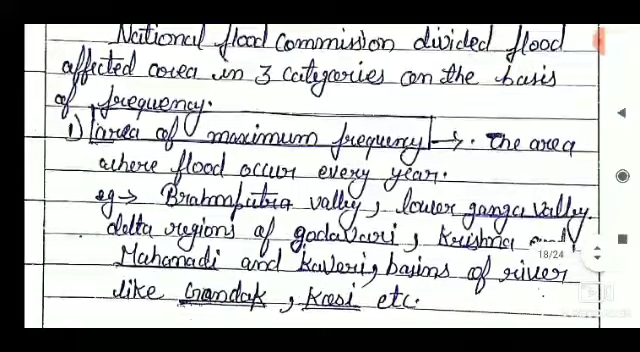 National flood Commission divided flood
affected area in 3 categories on the basis
of frequency.
1) area of maximum frequency → . The area
where flood occur every year.
eg → Brahmputra valley, lower ganga valley.
delta regions of godavari, Krishna and
Mahanadi and Kaveri, basins of river
like Gandak, Kosi etc.
18/24